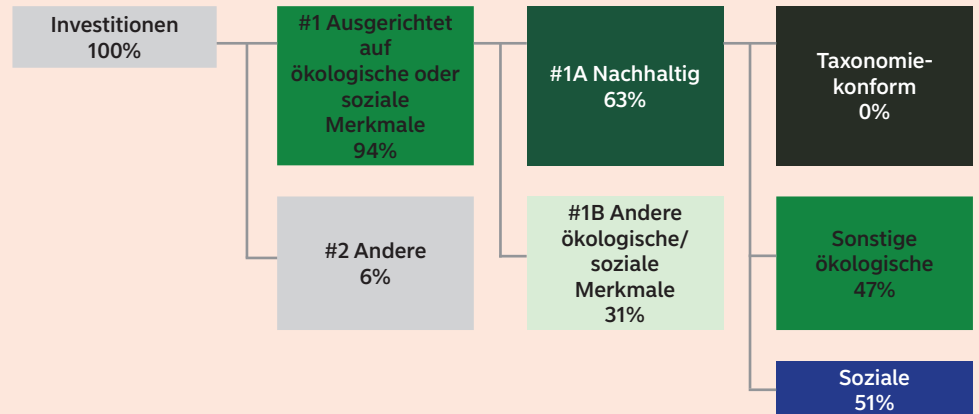 Investitionen
100%
#1 Ausgerichtet
auf
ökologische oder
soziale
Merkmale
94%
#1A Nachhaltig
63%
Taxonomie-
konform
0%
#2 Andere
6%
#1B Andere
ökologische/
soziale
Merkmale
31%
Sonstige
ökologische
47%
Soziale
51%